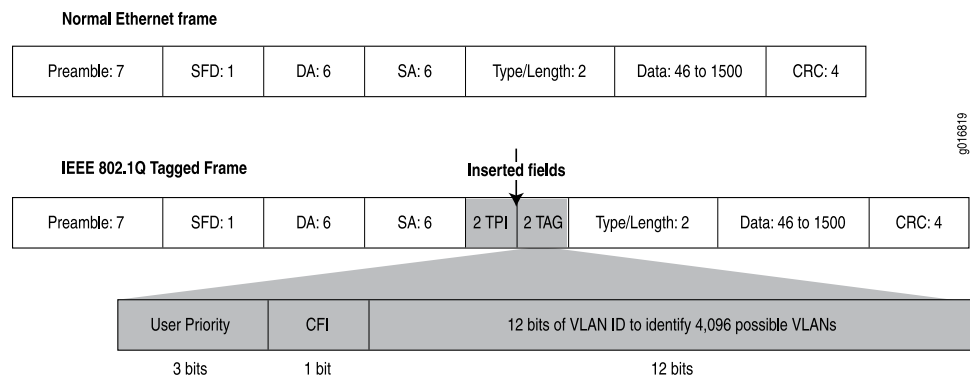 Normal Ethernet frame
Preamble: 7 SFD: 1 DA: 6 SA: 6 Type/Length: 2 Data: 46 to 1500 CRC: 4
g016819
IEEE 802.1Q Tagged Frame Inserted fields
Preamble: 7 SFD: 1 DA: 6 SA: 6 2 TPI 2 TAG Type/Length: 2 Data: 46 to 1500 CRC: 4
User Priority CFI 12 bits of VLAN ID to identify 4,096 possible VLANs
3 bits 1 bit 12 bits